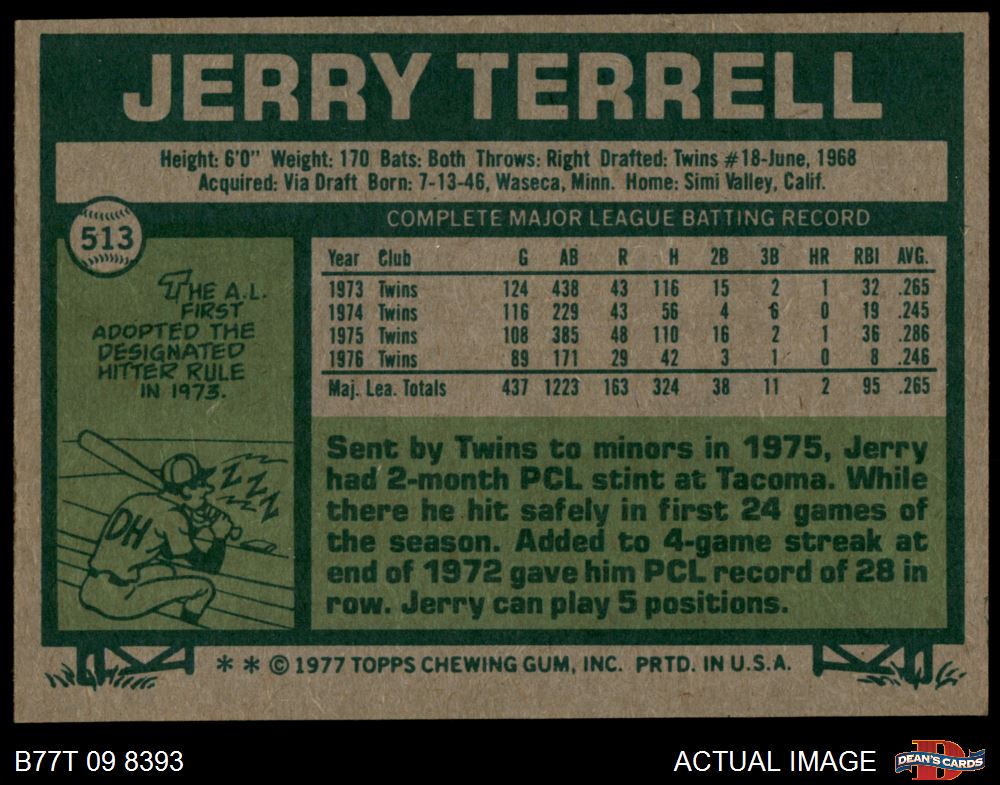 JERRY TERRELL
Height: 6'0" Weight: 170 Bats: Both Throws: Right Drafted: Twins #18-June, 1968
Acquired: Via Draft Born: 7-13-46, Waseca, Minn. Home: Simi Valley, Calif.
513
COMPLETE MAJOR LEAGUE BATTING RECORD
Year Club G AB R H 2B 3B HR RBI AVG.
1973 Twins 124 438 43 116 15 2 1 32 .265
1974 Twins 116 229 43 56 4 6 0 19 .245
1975 Twins 108 385 48 110 16 2 1 36 .286
1976 Twins 89 171 29 42 3 1 0 8 .246
Maj. Lea. Totals 437 1223 163 324 38 11 2 95 .265
THE A.L.
FIRST
ADOPTED THE
DESIGNATED
HITTER RULE
IN 1973.
ZZZ
ZZ
DH
Sent by Twins to minors in 1975, Jerry
had 2-month PCL stint at Tacoma. While
there he hit safely in first 24 games of
the season. Added to 4-game streak at
end of 1972 gave him PCL record of 28 in
row. Jerry can play 5 positions.
* * © 1977 TOPPS CHEWING GUM, INC. PRTD. IN U.S.A.
B77T 09 8393
ACTUAL IMAGE
D
DEAN'S CARDS